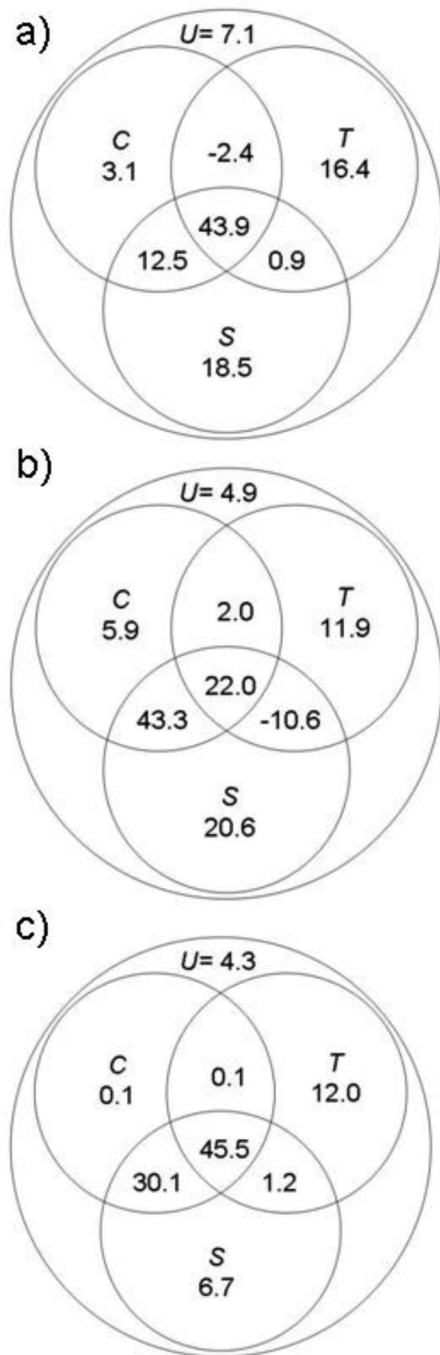 a)
U= 7.1
C
3.1
-2.4
T
16.4
43.9
12.5
0.9
S
18.5
b)
U= 4.9
C
5.9
2.0
T
11.9
22.0
43.3
-10.6
S
20.6
c)
U= 4.3
C
0.1
0.1
T
12.0
45.5
30.1
1.2
S
6.7